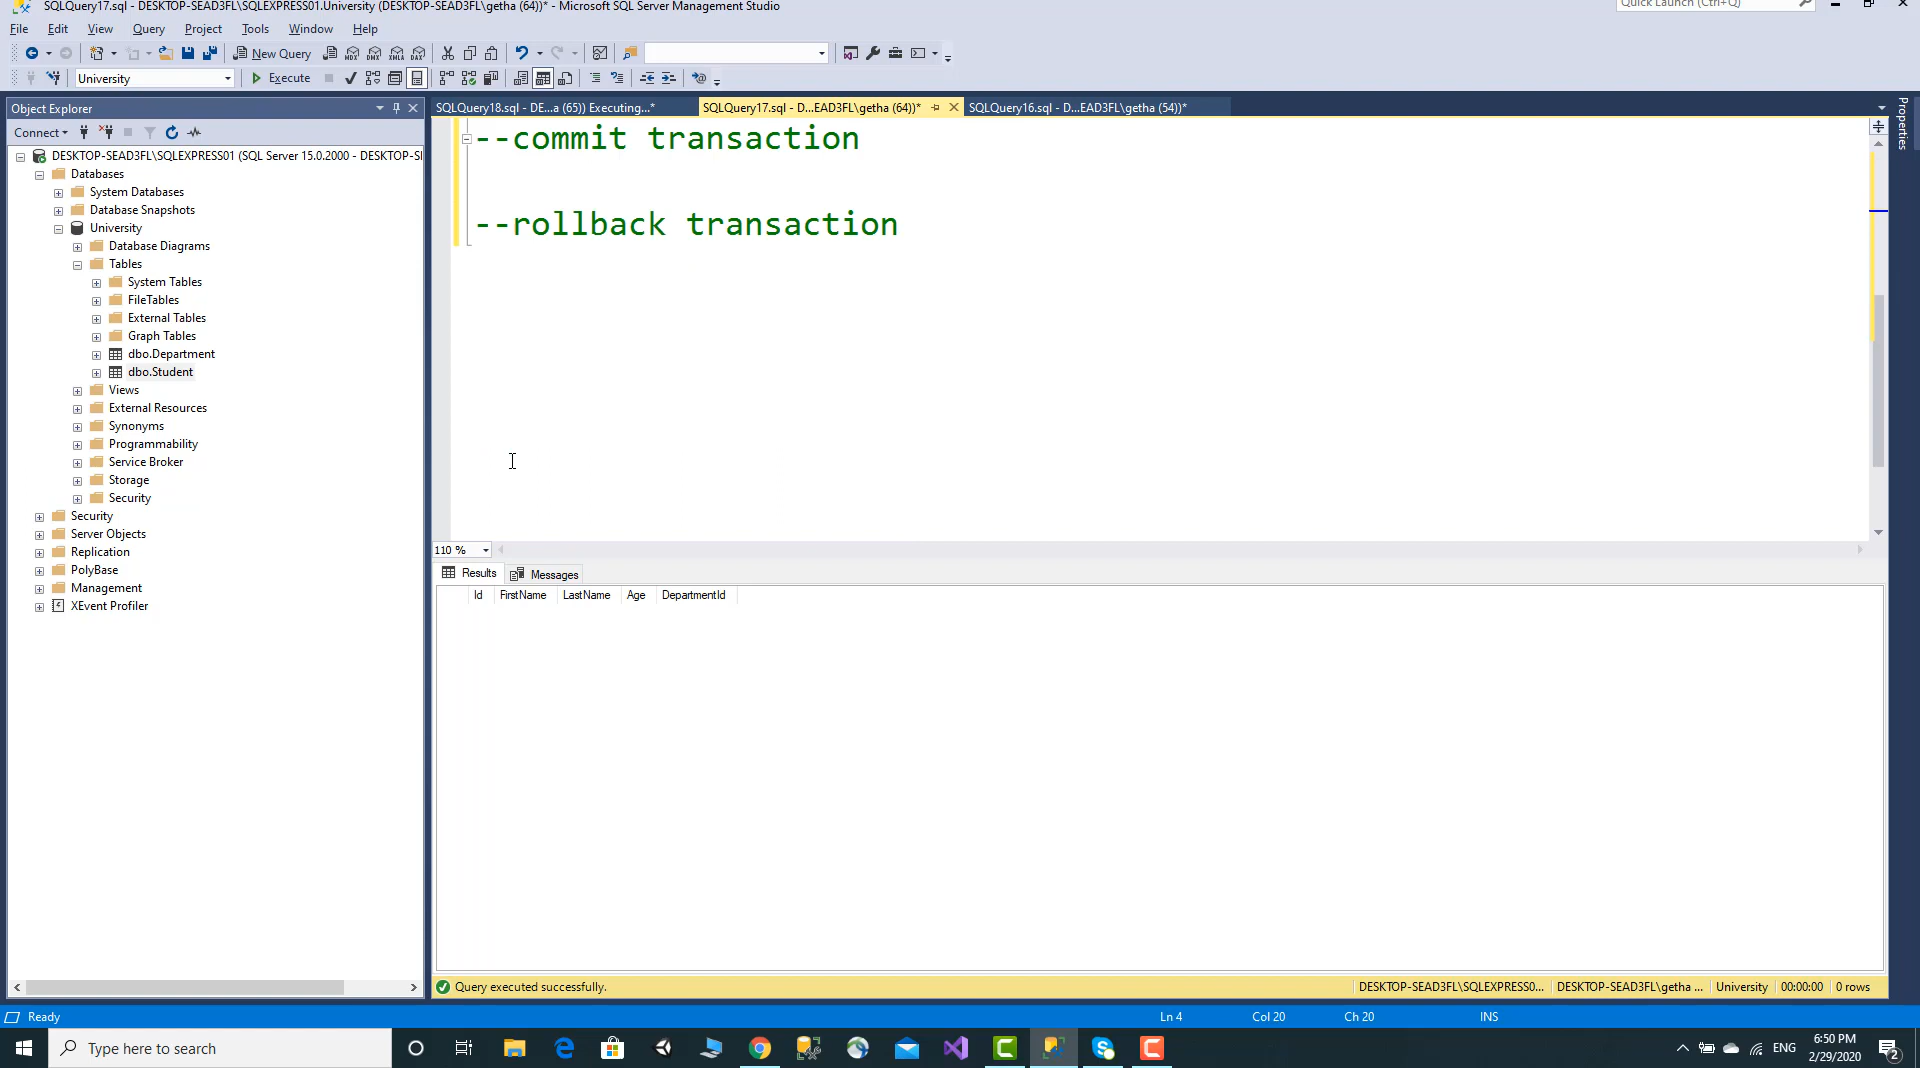 SQLQuery17.sql - DESKTOP-SEAD3FL\SQLEXPRESS01.University (DESKTOP-SEAD3FL\getha (64))* - Microsoft SQL Server Management Studio
Quick Launch (Ctrl+Q)
File Edit View Query Project Tools Window Help
New Query
University
Execute
Object Explorer
SQLQuery18.sql - DE...a (65)) Executing...*
SQLQuery17.sql - D...EAD3FL\getha (64))*
SQLQuery16.sql - D...EAD3FL\getha (54))*
Properties
Connect
DESKTOP-SEAD3FL\SQLEXPRESS01 (SQL Server 15.0.2000 - DESKTOP-SE
Databases
System Databases
Database Snapshots
University
Database Diagrams
Tables
System Tables
FileTables
External Tables
Graph Tables
dbo.Department
dbo.Student
Views
External Resources
Synonyms
Programmability
Service Broker
Storage
Security
Security
Server Objects
Replication
PolyBase
Management
XEvent Profiler
--commit transaction
--rollback transaction
110 %
Results Messages
Id FirstName LastName Age DepartmentId
Query executed successfully.
DESKTOP-SEAD3FL\SQLEXPRESS0... DESKTOP-SEAD3FL\getha ... University 00:00:00 0 rows
Ready
Ln 4 Col 20 Ch 20 INS
Type here to search
ENG
6:50 PM
2/29/2020
2